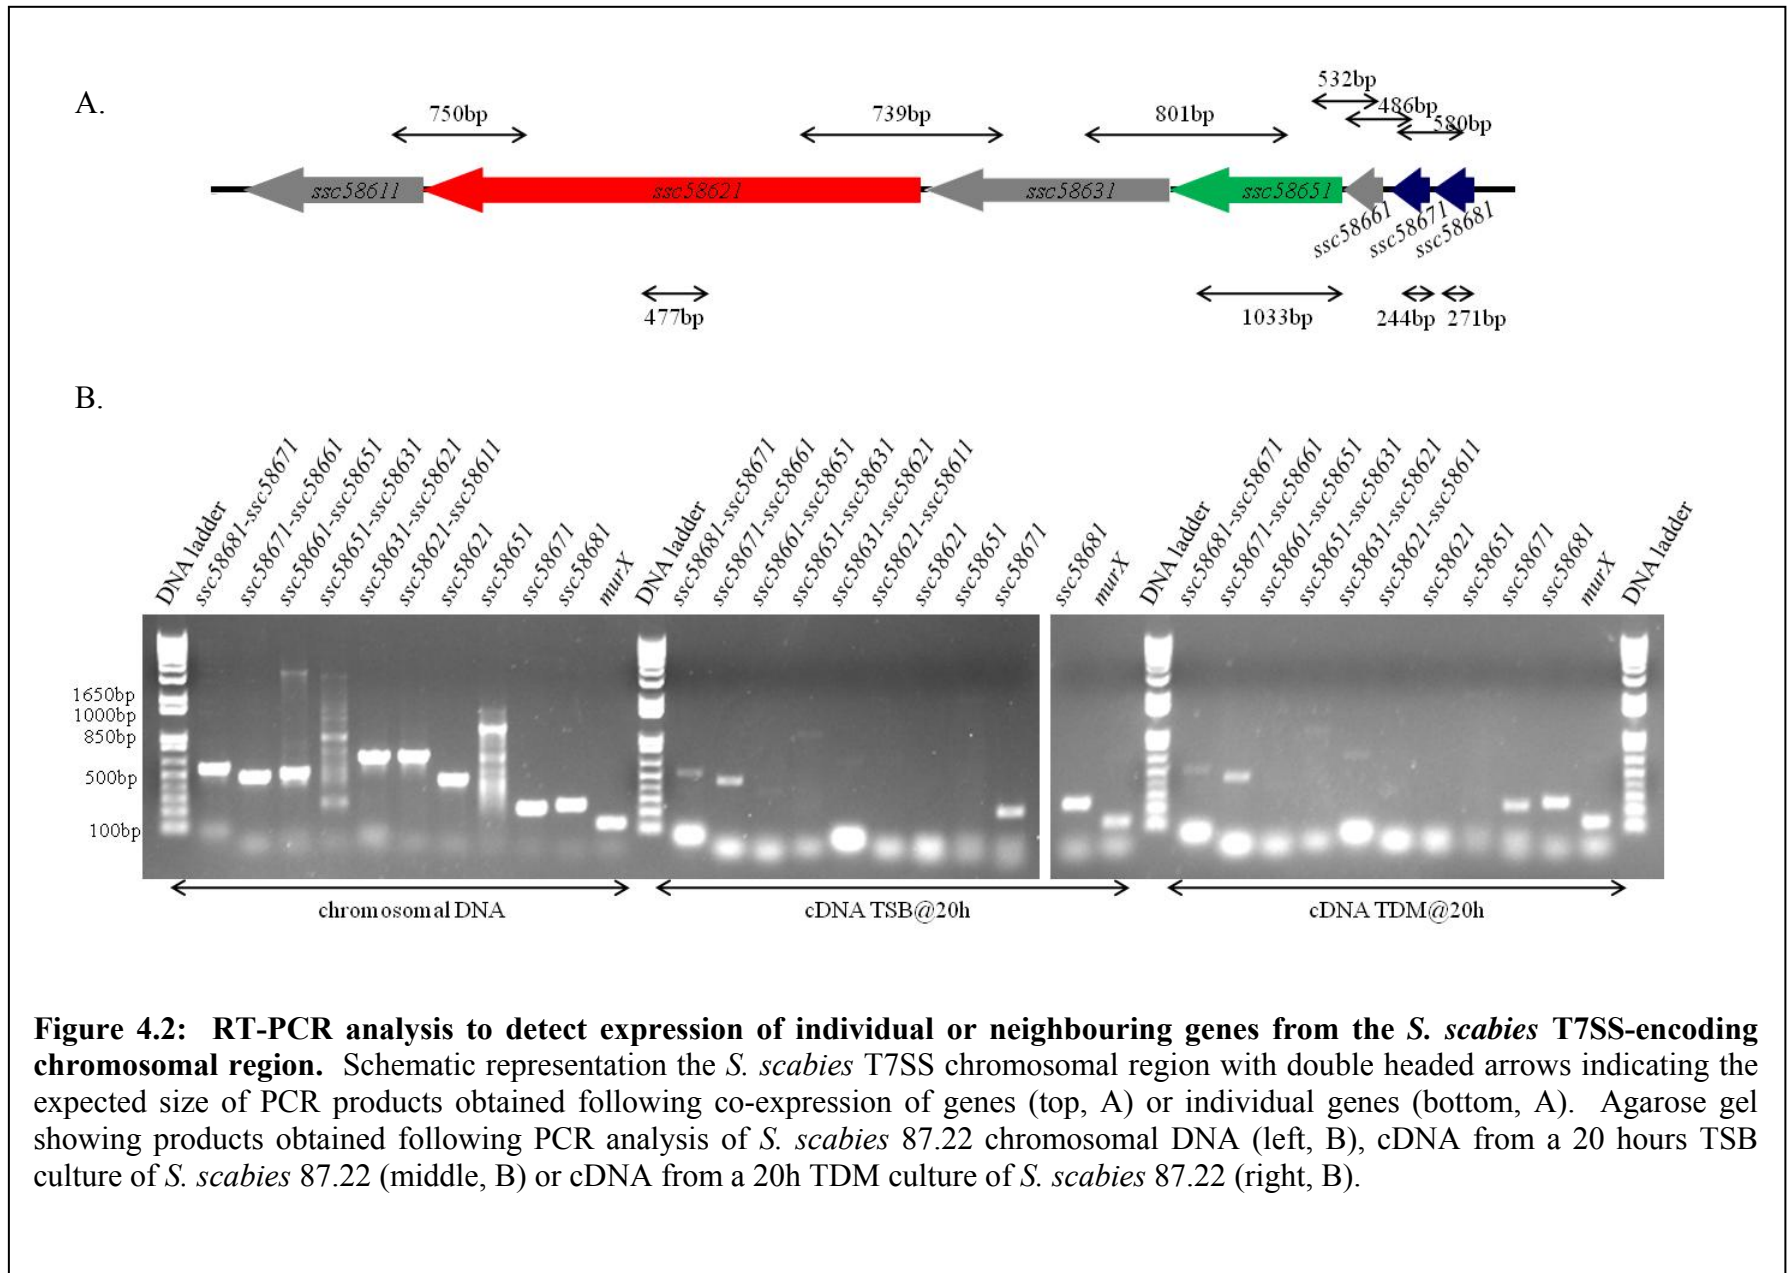 A.
750bp
739bp
801bp
532bp
486bp
580bp
ssc58611
ssc58621
ssc58631
ssc58651
ssc58661
ssc58671
ssc58681
477bp
1033bp
244bp
271bp
B.
DNA ladder
ssc58681-ssc58671
ssc58671-ssc58661
ssc58661-ssc58651
ssc58651-ssc58631
ssc58631-ssc58621
ssc58621-ssc58611
ssc58621
ssc58651
ssc58671
ssc58681
murX
DNA ladder
ssc58681-ssc58671
ssc58671-ssc58661
ssc58661-ssc58651
ssc58651-ssc58631
ssc58631-ssc58621
ssc58621-ssc58611
ssc58621
ssc58651
ssc58671
ssc58681
murX
DNA ladder
ssc58681-ssc58671
ssc58671-ssc58661
ssc58661-ssc58651
ssc58651-ssc58631
ssc58631-ssc58621
ssc58621-ssc58611
ssc58621
ssc58651
ssc58671
ssc58681
murX
DNA ladder
1650bp
1000bp
850bp
500bp
100bp
chromosomal DNA
cDNA TSB@20h
cDNA TDM@20h
Figure 4.2: RT-PCR analysis to detect expression of individual or neighbouring genes from the S. scabies T7SS-encoding
chromosomal region. Schematic representation the S. scabies T7SS chromosomal region with double headed arrows indicating the
expected size of PCR products obtained following co-expression of genes (top, A) or individual genes (bottom, A). Agarose gel
showing products obtained following PCR analysis of S. scabies 87.22 chromosomal DNA (left, B), cDNA from a 20 hours TSB
culture of S. scabies 87.22 (middle, B) or cDNA from a 20h TDM culture of S. scabies 87.22 (right, B).